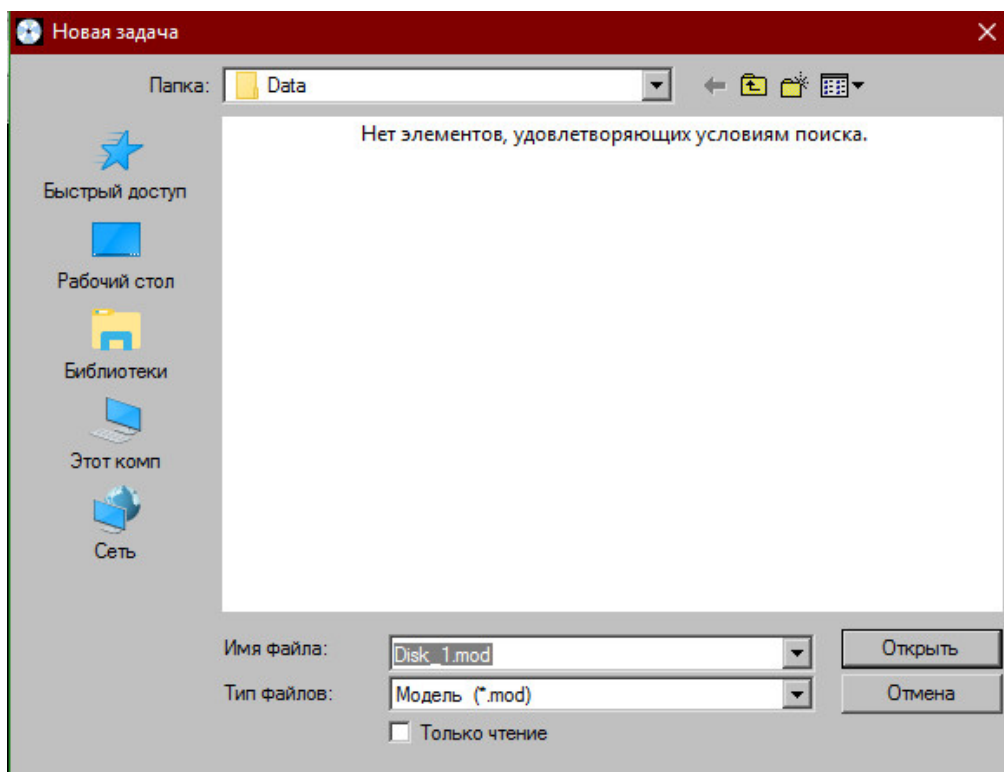 Новая задача
Папка: Data
Нет элементов, удовлетворяющих условиям поиска.
Быстрый доступ
Рабочий стол
Библиотеки
Этот комп
Сеть
Имя файла: Disk_1.mod Открыть
Тип файлов: Модель (*.mod) Отмена
Только чтение